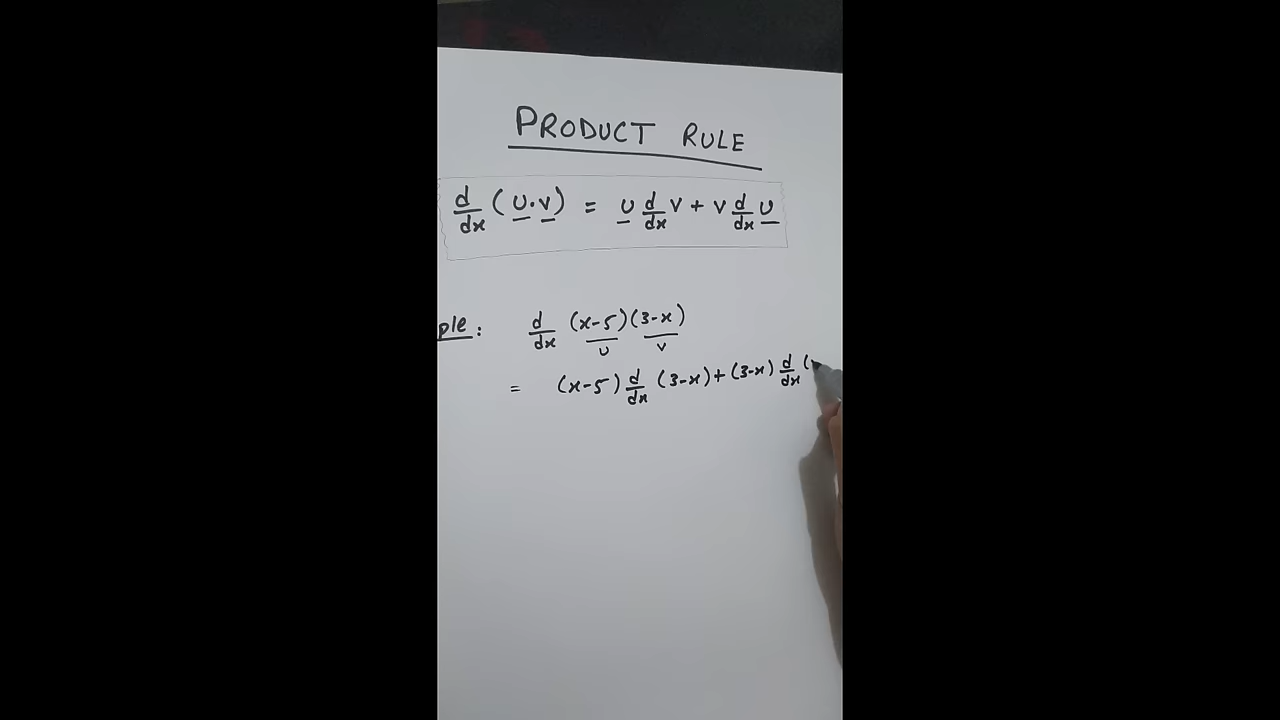 PRODUCT RULE
d/dx (U·V) = U d/dx V + V d/dx U
ple: d/dx (x-5)(3-x)
U V
= (x-5) d/dx (3-x) + (3-x) d/dx (